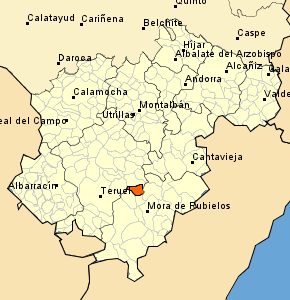 Quinto
Calatayud
Cariñena
Belchite
Caspe
Híjar
Daroca
Albalate del Arzobispo
Alcañiz
Andorra
Calamocha
Montalbán
Utrillas
eal del Campo
Cantavieja
Albarracín
Teruel
Mora de Rubielos